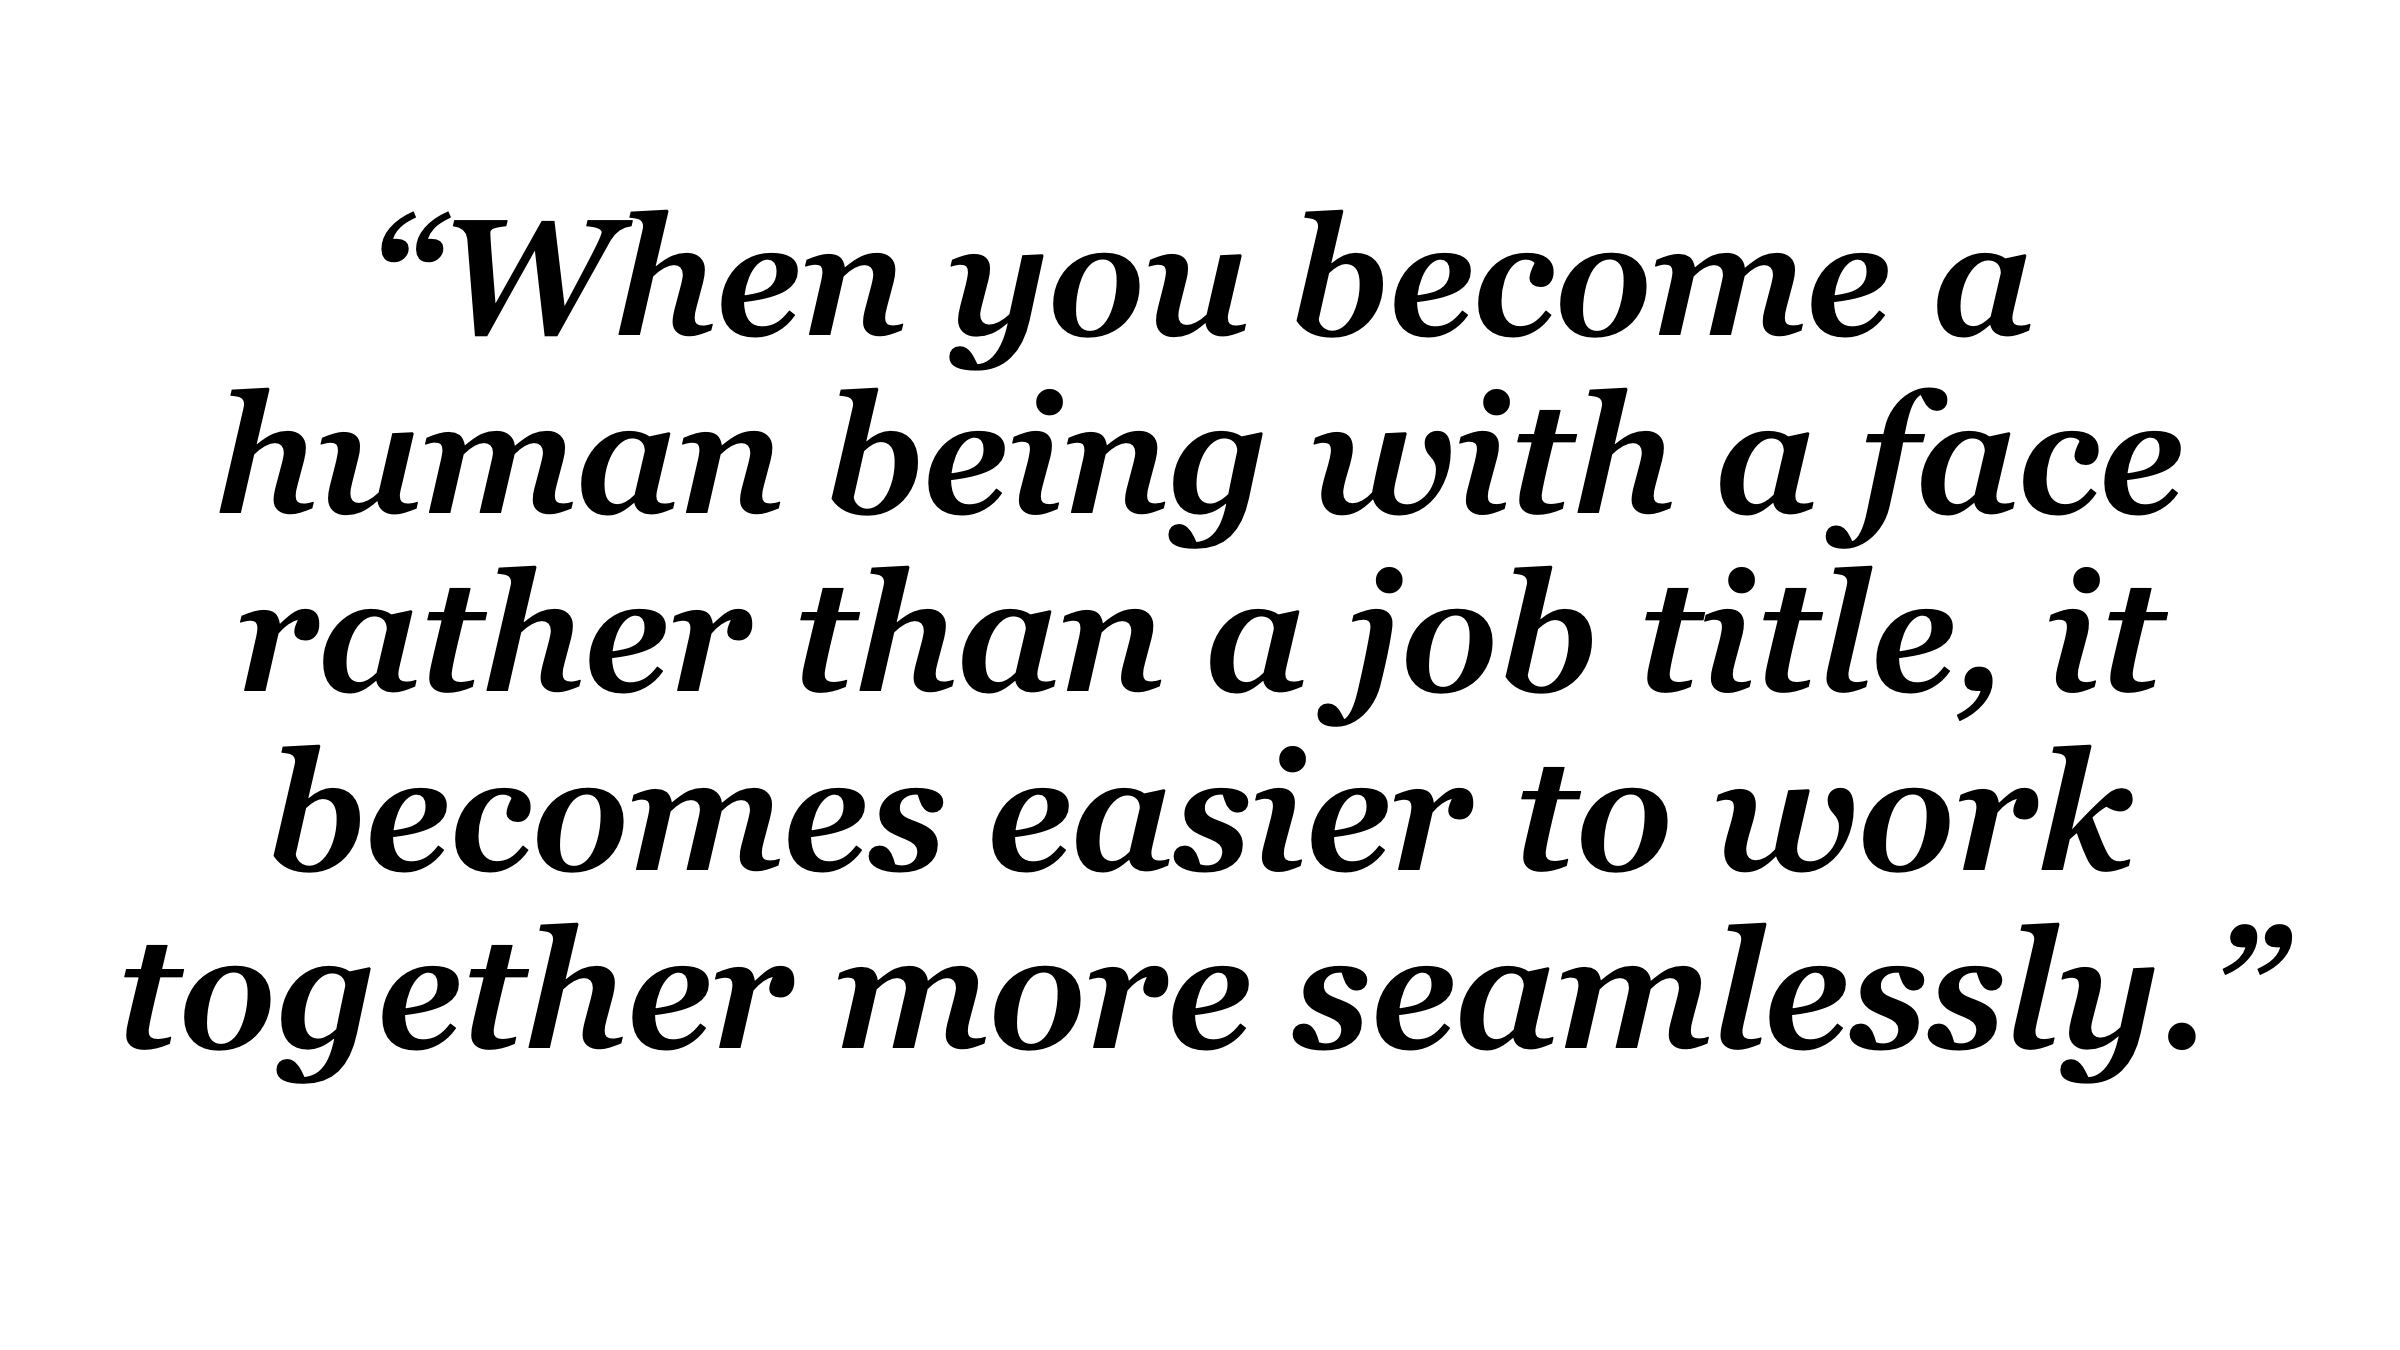 “When you become a
human being with a face
rather than a job title, it
becomes easier to work
together more seamlessly.”